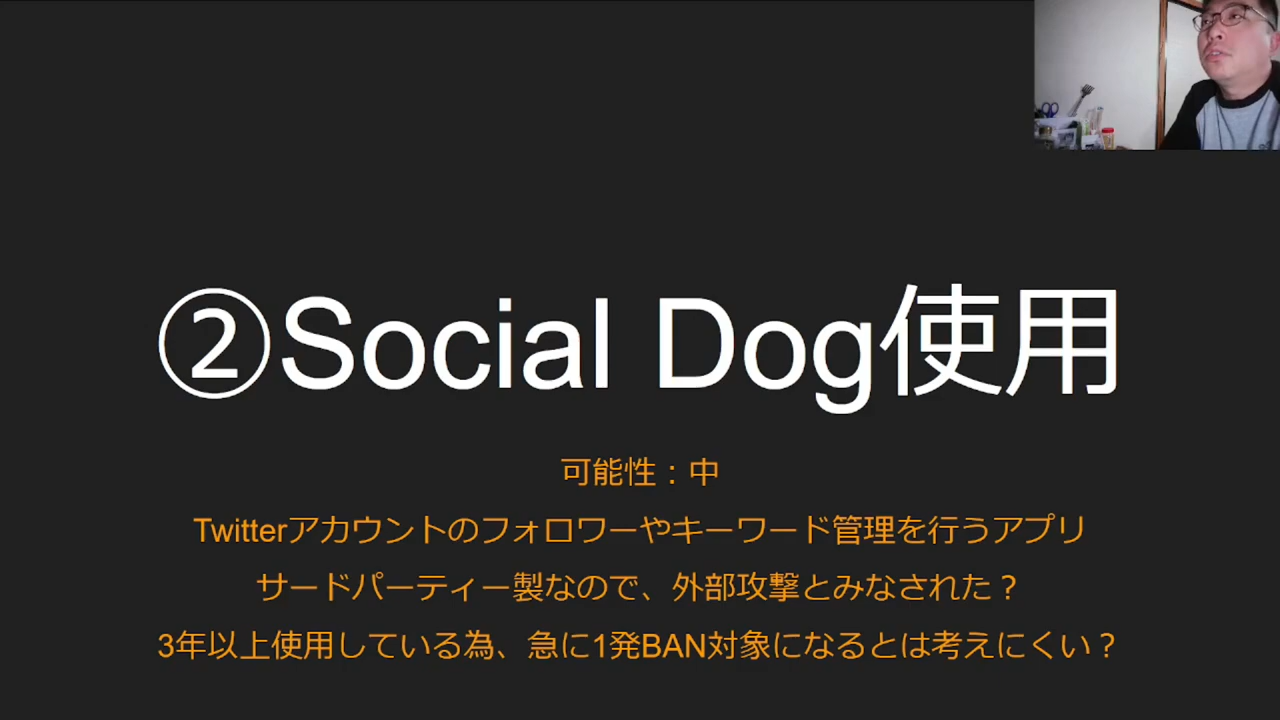 ②Social Dog使用
可能性：中
Twitterアカウントのフォロワーやキーワード管理を行うアプリ
サードパーティー製なので、外部攻撃とみなされた？
3年以上使用している為、急に1発BAN対象になるとは考えにくい？